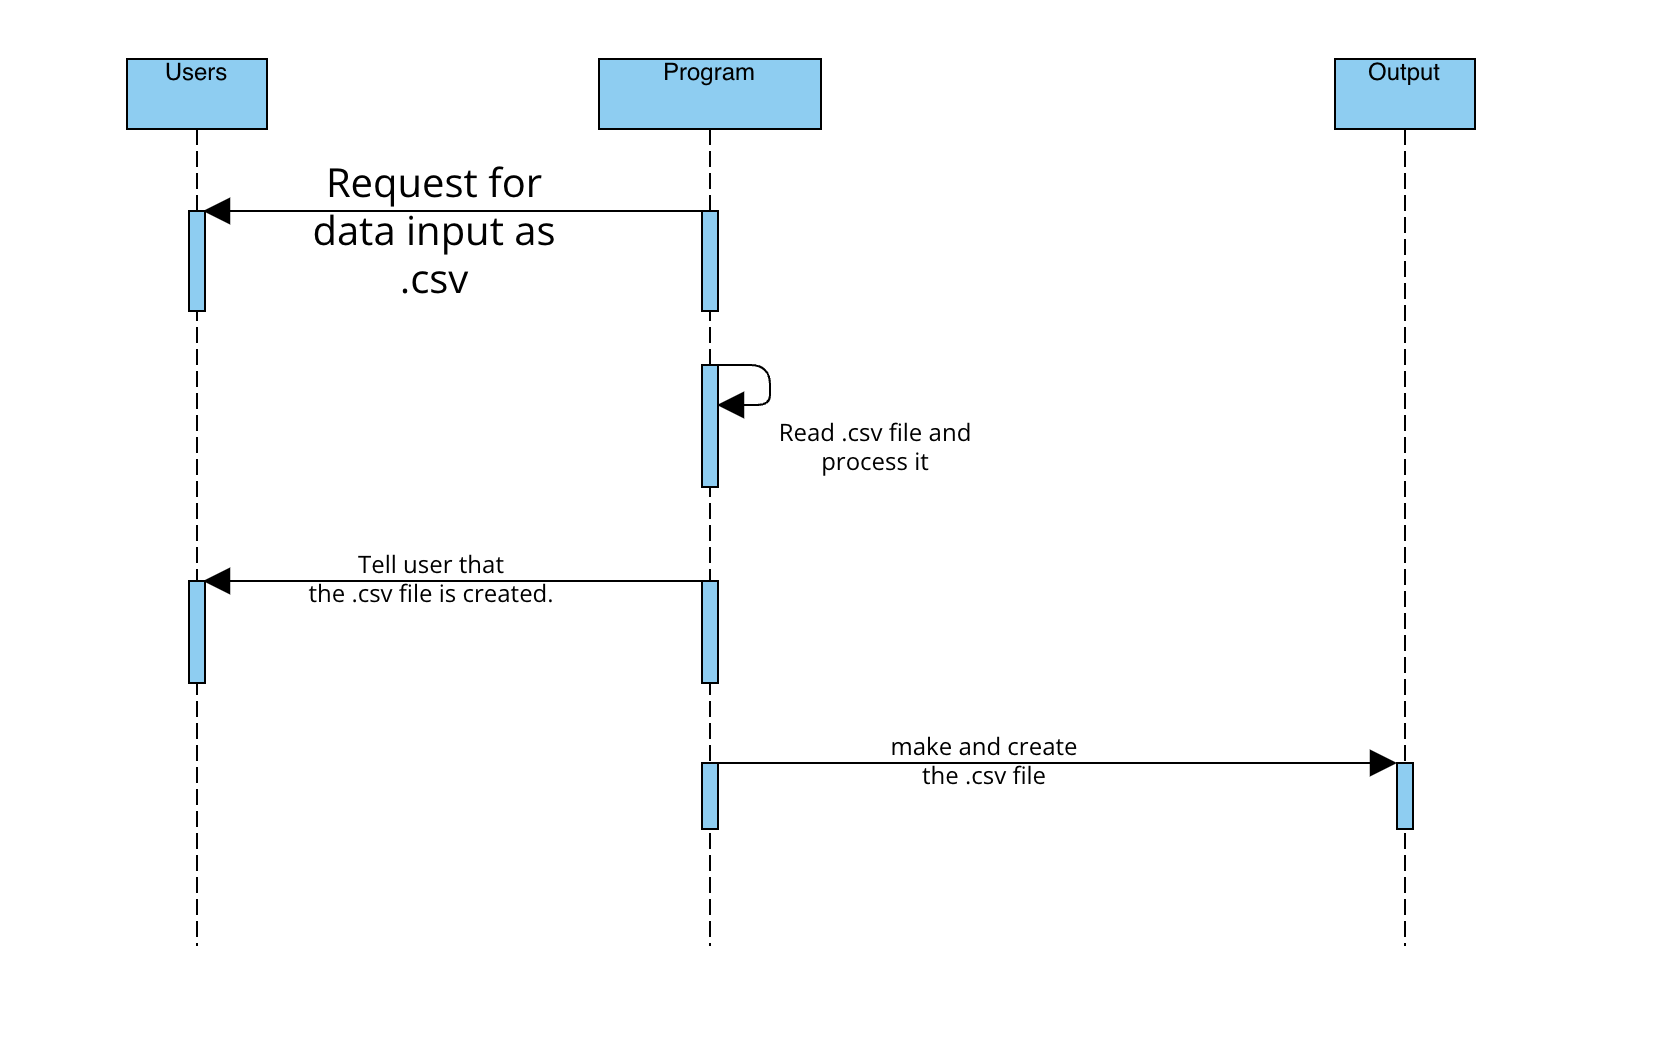 Users
Program
Output
Request for
data input as
.csv
Read .csv file and
process it
Tell user that
the .csv file is created.
make and create
the .csv file